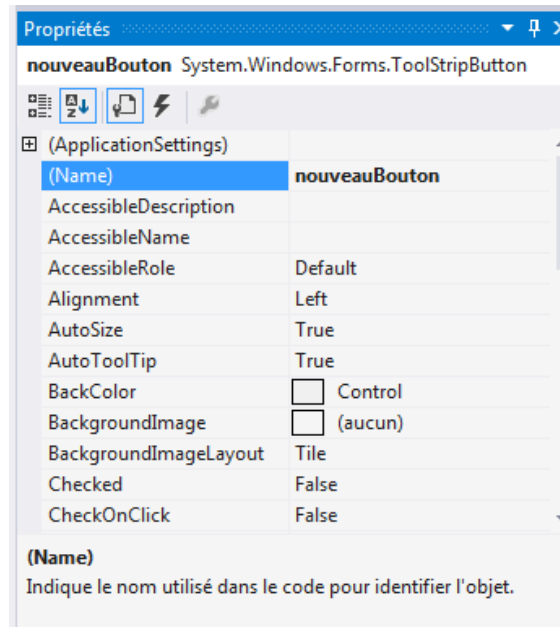 Propriétés
nouveauBouton System.Windows.Forms.ToolStripButton
(ApplicationSettings)
(Name) nouveauBouton
AccessibleDescription
AccessibleName
AccessibleRole Default
Alignment Left
AutoSize True
AutoToolTip True
BackColor Control
BackgroundImage (aucun)
BackgroundImageLayout Tile
Checked False
CheckOnClick False
(Name)
Indique le nom utilisé dans le code pour identifier l'objet.